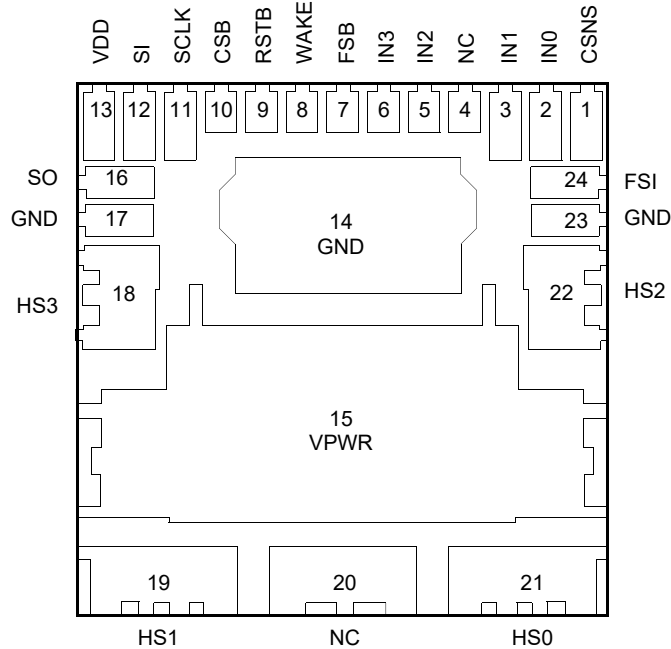 VDD SI SCLK CSB RSTB WAKE FSB IN3 IN2 NC IN1 IN0 CSNS
13 12 11 10 9 8 7 6 5 4 3 2 1
SO 16 24 FSI
GND 17 14 23 GND
GND
HS3 18 22 HS2
15
VPWR
19 20 21
HS1 NC HS0